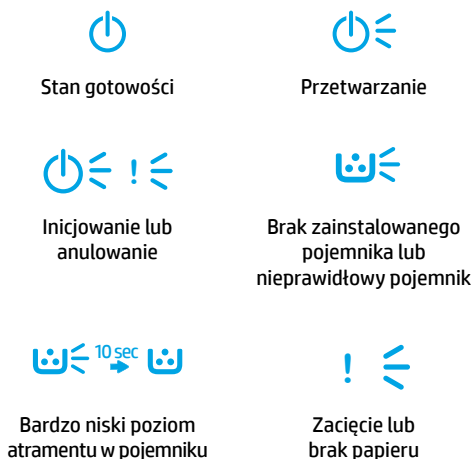 Stan gotowości
Przetwarzanie
!
Inicjowanie lub
anulowanie
Brak zainstalowanego
pojemnika lub
nieprawidłowy pojemnik
10 sec
Bardzo niski poziom
atramentu w pojemniku
!
Zacięcie lub
brak papieru